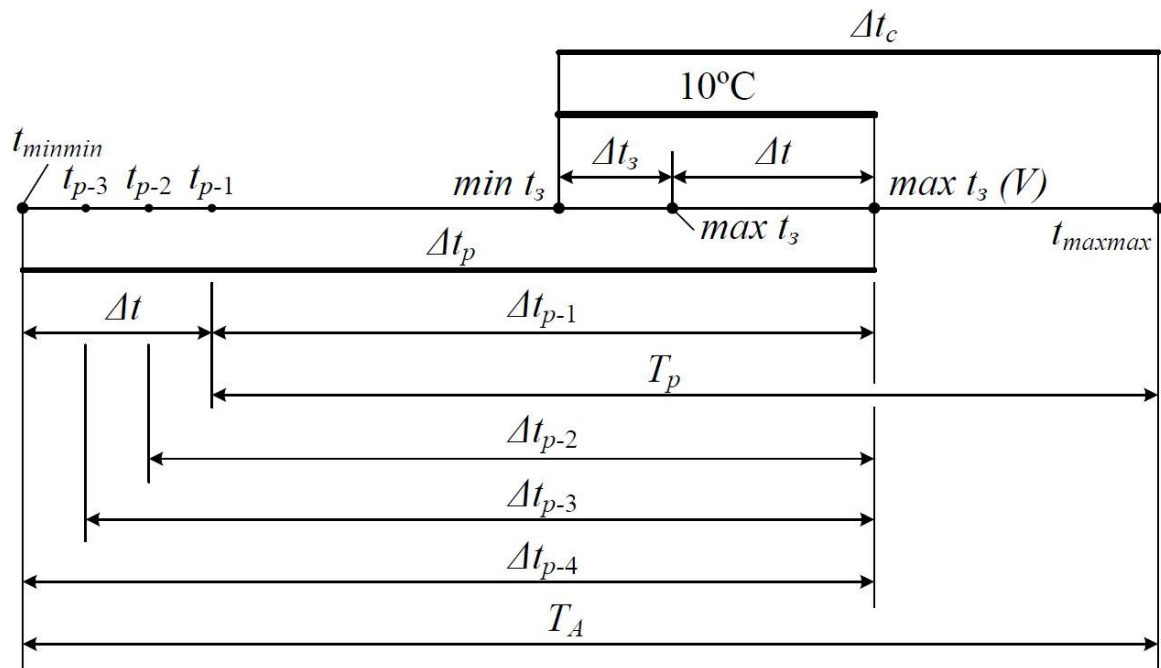 Δt_c
10ºC
t_minmin
t_p-3 t_p-2 t_p-1
Δt_з Δt
min t_з max t_з (V)
max t_з t_maxmax
Δt_p
Δt Δt_p-1
T_p
Δt_p-2
Δt_p-3
Δt_p-4
T_A